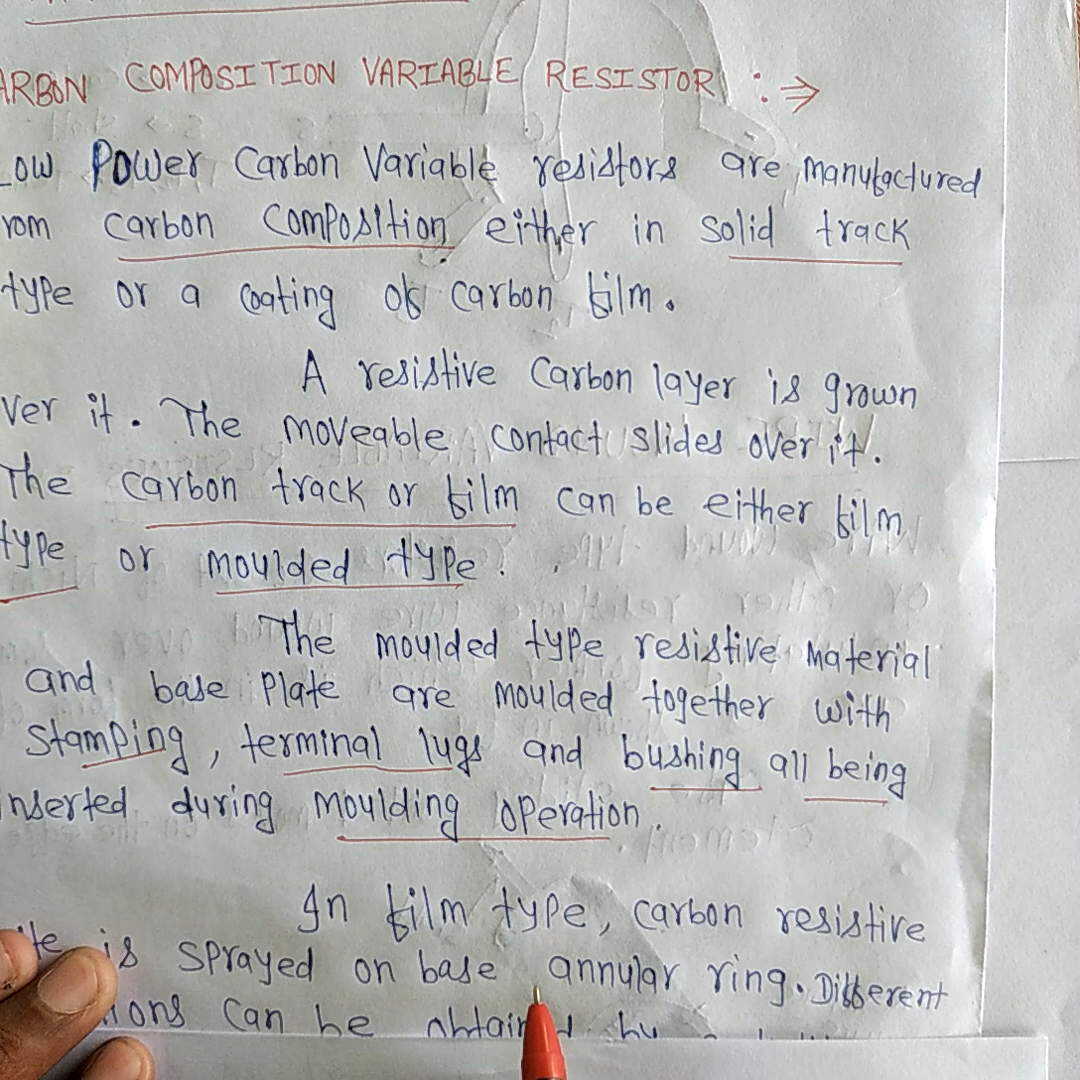 ARBON COMPOSITION VARIABLE RESISTOR :⇒
Low Power Carbon Variable resistors are manufactured
rom carbon composition either in solid track
type or a coating of carbon film.
A resistive carbon layer is grown
ver it. The moveable contact slides over it.
The carbon track or film can be either film
type or moulded type.
The moulded type resistive material
and base plate are moulded together with
stamping, terminal lugs and bushing all being
nserted during moulding operation.
In film type, carbon resistive
is sprayed on base annular ring. Different
ions can be obtained by